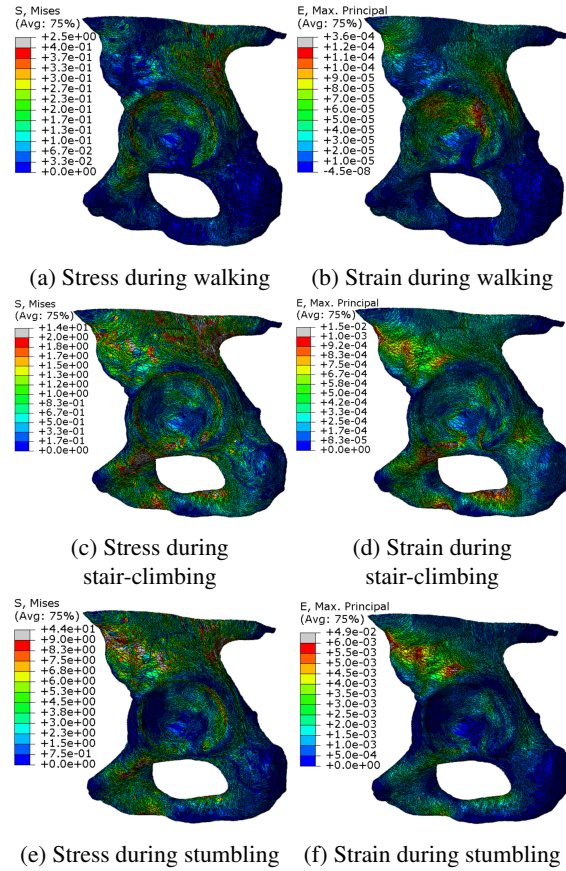 S, Mises
(Avg: 75%)
+2.5e+00
+4.0e-01
+3.7e-01
+3.3e-01
+3.0e-01
+2.7e-01
+2.3e-01
+2.0e-01
+1.7e-01
+1.3e-01
+1.0e-01
+6.7e-02
+3.3e-02
+0.0e+00
E, Max. Principal
(Avg: 75%)
+3.6e-04
+1.2e-04
+1.1e-04
+1.0e-04
+9.0e-05
+8.0e-05
+7.0e-05
+6.0e-05
+5.0e-05
+4.0e-05
+3.0e-05
+2.0e-05
+1.0e-05
-4.5e-08
(a) Stress during walking
(b) Strain during walking
S, Mises
(Avg: 75%)
+1.4e+01
+2.0e+00
+1.8e+00
+1.7e+00
+1.5e+00
+1.3e+00
+1.2e+00
+1.0e+00
+8.3e-01
+6.7e-01
+5.0e-01
+3.3e-01
+1.7e-01
+0.0e+00
E, Max. Principal
(Avg: 75%)
+1.5e-02
+1.0e-03
+9.2e-04
+8.3e-04
+7.5e-04
+6.7e-04
+5.8e-04
+5.0e-04
+4.2e-04
+3.3e-04
+2.5e-04
+1.7e-04
+8.3e-05
+0.0e+00
(c) Stress during
stair-climbing
(d) Strain during
stair-climbing
S, Mises
(Avg: 75%)
+4.4e+01
+9.0e+00
+8.3e+00
+7.5e+00
+6.8e+00
+6.0e+00
+5.3e+00
+4.5e+00
+3.8e+00
+3.0e+00
+2.3e+00
+1.5e+00
+7.5e-01
+0.0e+00
E, Max. Principal
(Avg: 75%)
+4.9e-02
+6.0e-03
+5.5e-03
+5.0e-03
+4.5e-03
+4.0e-03
+3.5e-03
+3.0e-03
+2.5e-03
+2.0e-03
+1.5e-03
+1.0e-03
+5.0e-04
+0.0e+00
(e) Stress during stumbling
(f) Strain during stumbling